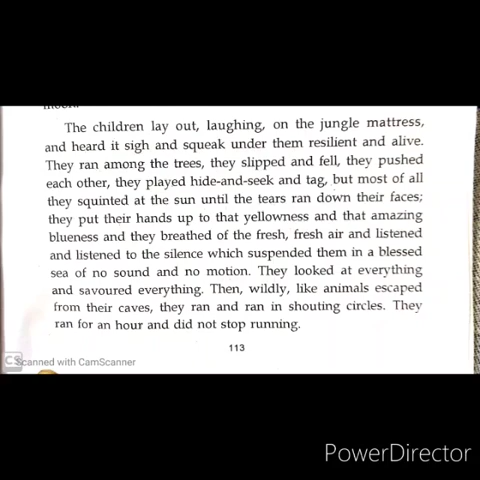 The children lay out, laughing, on the jungle mattress,
and heard it sigh and squeak under them resilient and alive.
They ran among the trees, they slipped and fell, they pushed
each other, they played hide-and-seek and tag, but most of all
they squinted at the sun until the tears ran down their faces;
they put their hands up to that yellowness and that amazing
blueness and they breathed of the fresh, fresh air and listened
and listened to the silence which suspended them in a blessed
sea of no sound and no motion. They looked at everything
and savoured everything. Then, wildly, like animals escaped
from their caves, they ran and ran in shouting circles. They
ran for an hour and did not stop running.
113
CS Scanned with CamScanner
PowerDirector